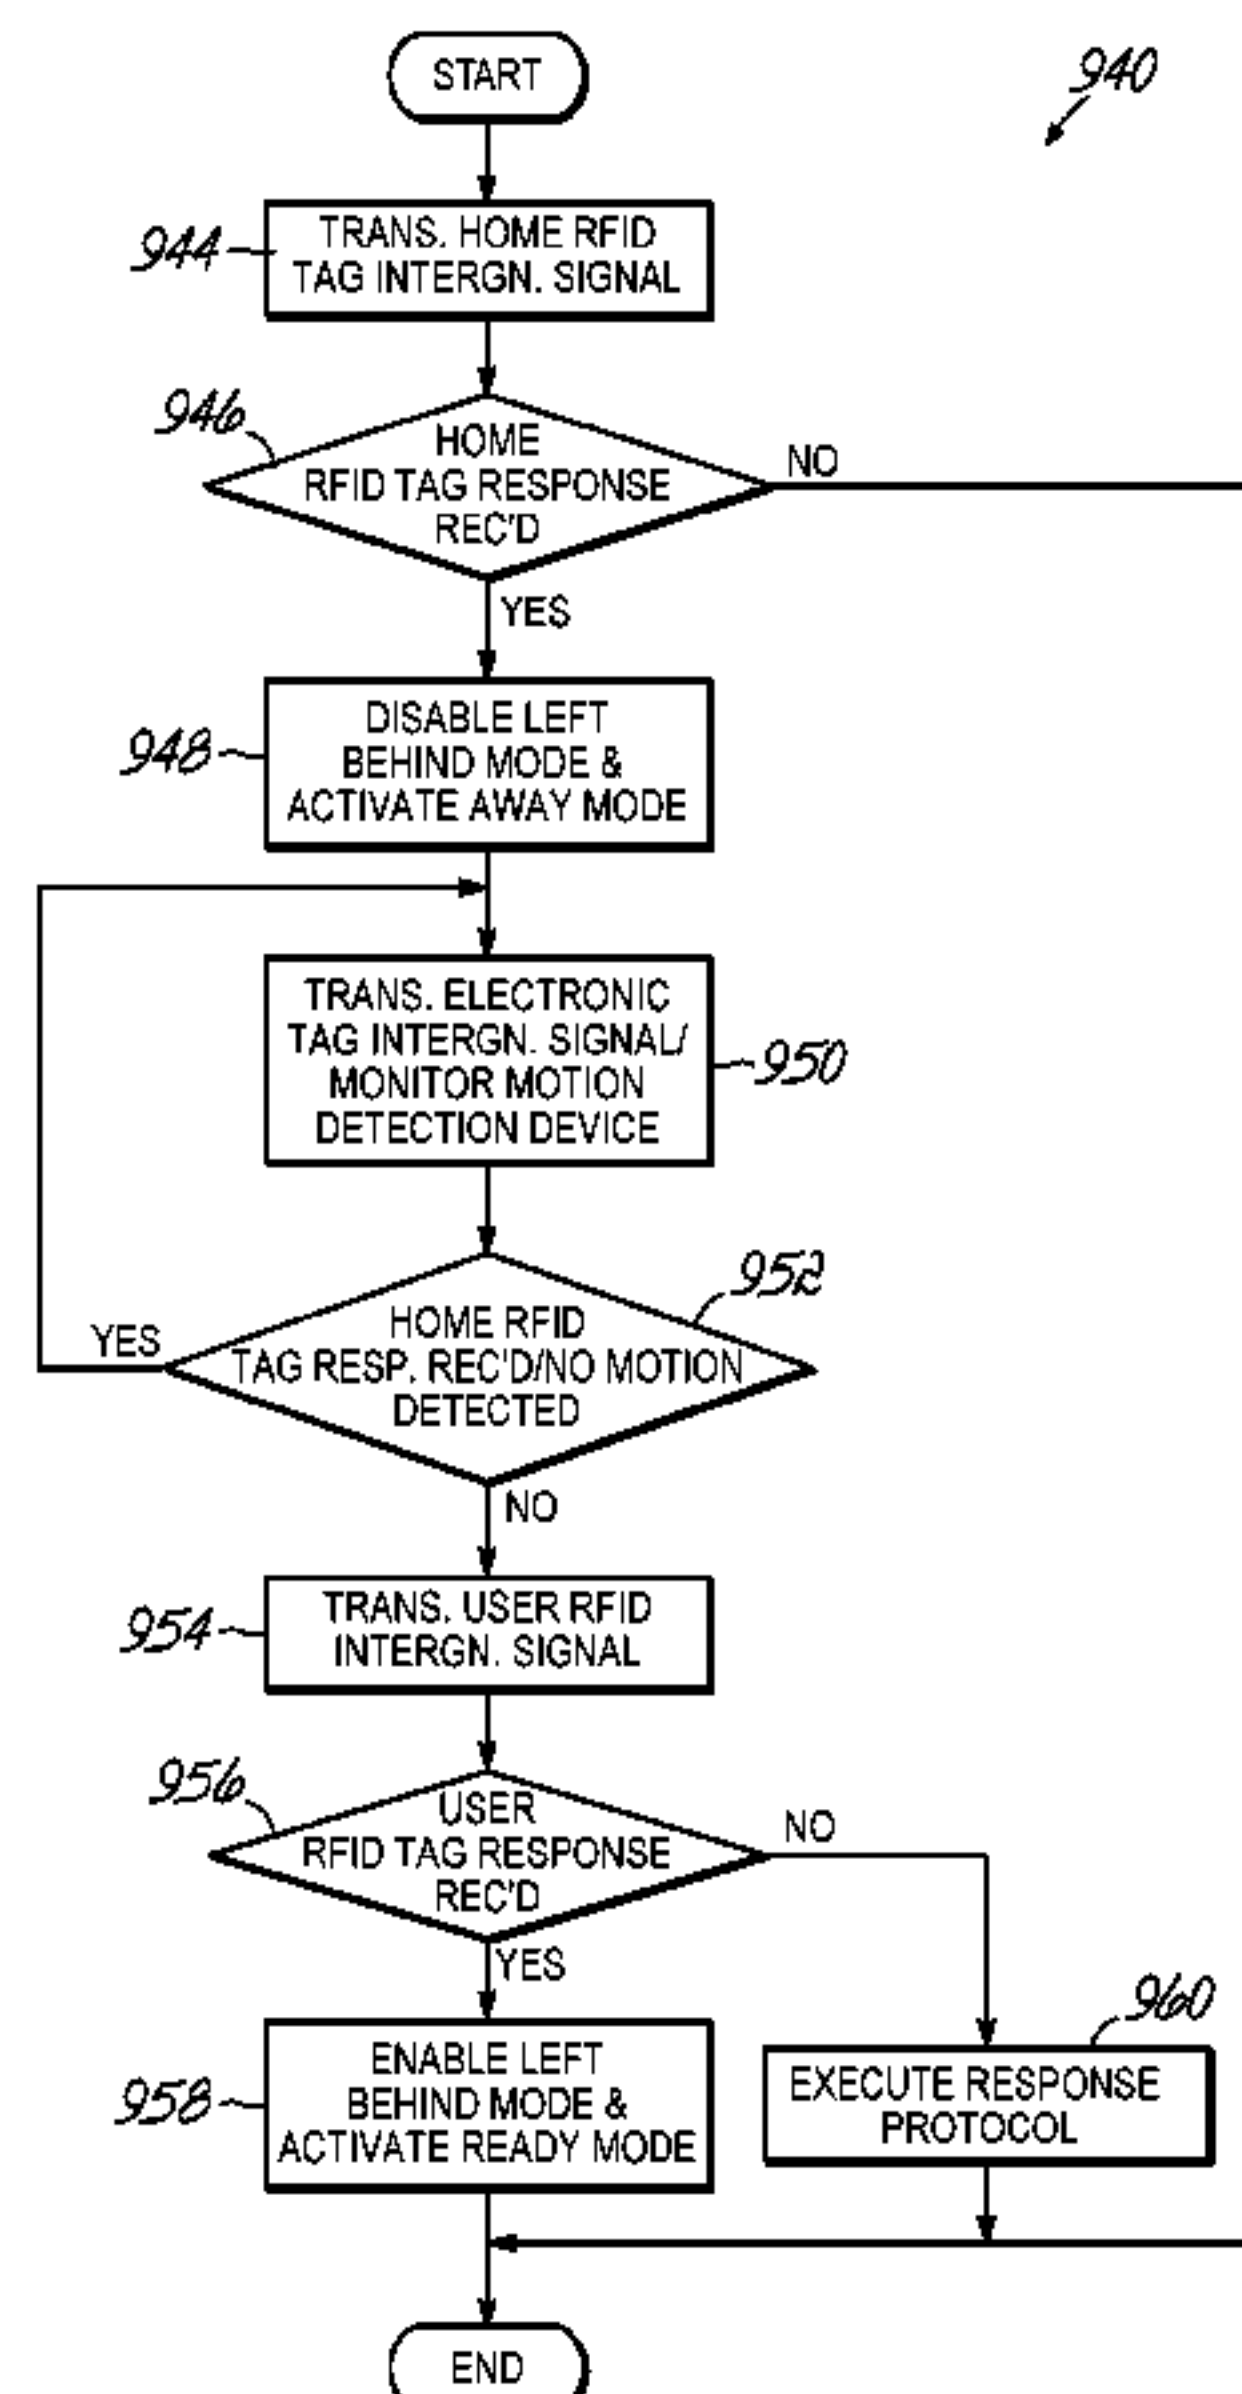 START
940
944
TRANS. HOME RFID
TAG INTERGN. SIGNAL
946
HOME
RFID TAG RESPONSE
REC'D
NO
YES
948
DISABLE LEFT
BEHIND MODE &
ACTIVATE AWAY MODE
TRANS. ELECTRONIC
TAG INTERGN. SIGNAL/
MONITOR MOTION
DETECTION DEVICE
950
952
HOME RFID
TAG RESP. REC'D/NO MOTION
DETECTED
YES
NO
954
TRANS. USER RFID
INTERGN. SIGNAL
956
USER
RFID TAG RESPONSE
REC'D
NO
YES
958
ENABLE LEFT
BEHIND MODE &
ACTIVATE READY MODE
960
EXECUTE RESPONSE
PROTOCOL
END